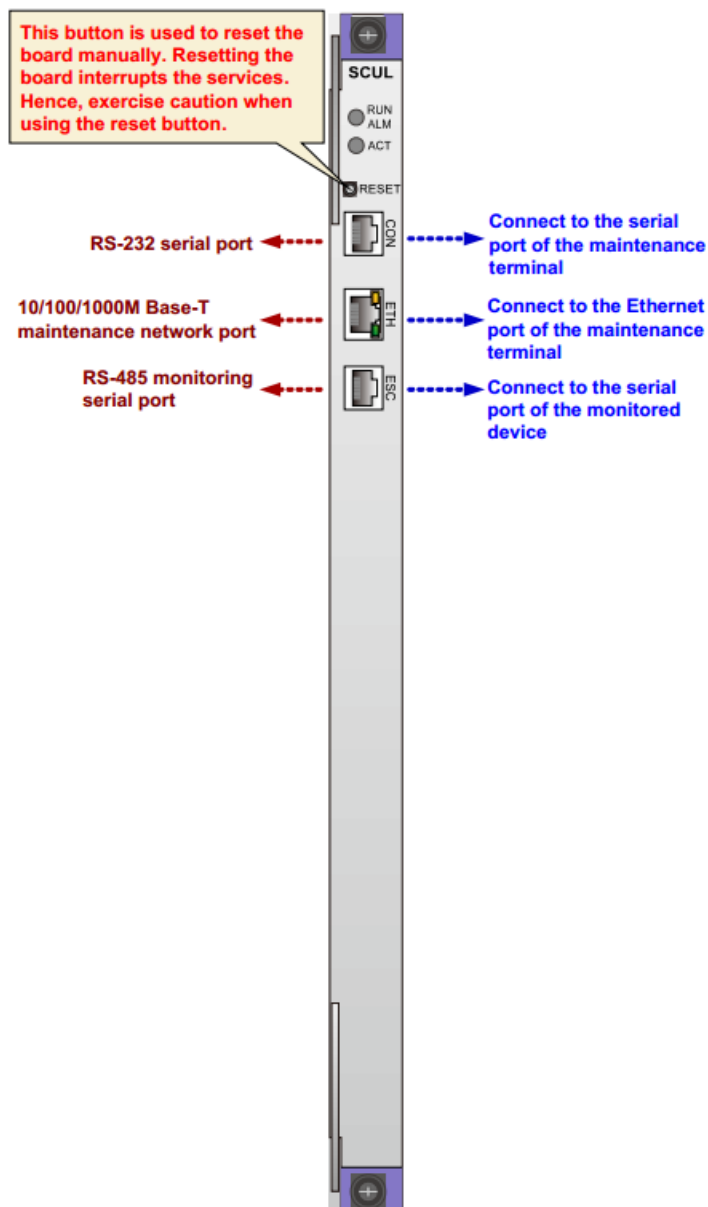 This button is used to reset the
board manually. Resetting the
board interrupts the services.
Hence, exercise caution when
using the reset button.
SCUL
RUN
ALM
ACT
RESET
RS-232 serial port
CON
Connect to the serial
port of the maintenance
terminal
10/100/1000M Base-T
maintenance network port
ETH
Connect to the Ethernet
port of the maintenance
terminal
RS-485 monitoring
serial port
ESC
Connect to the serial
port of the monitored
device